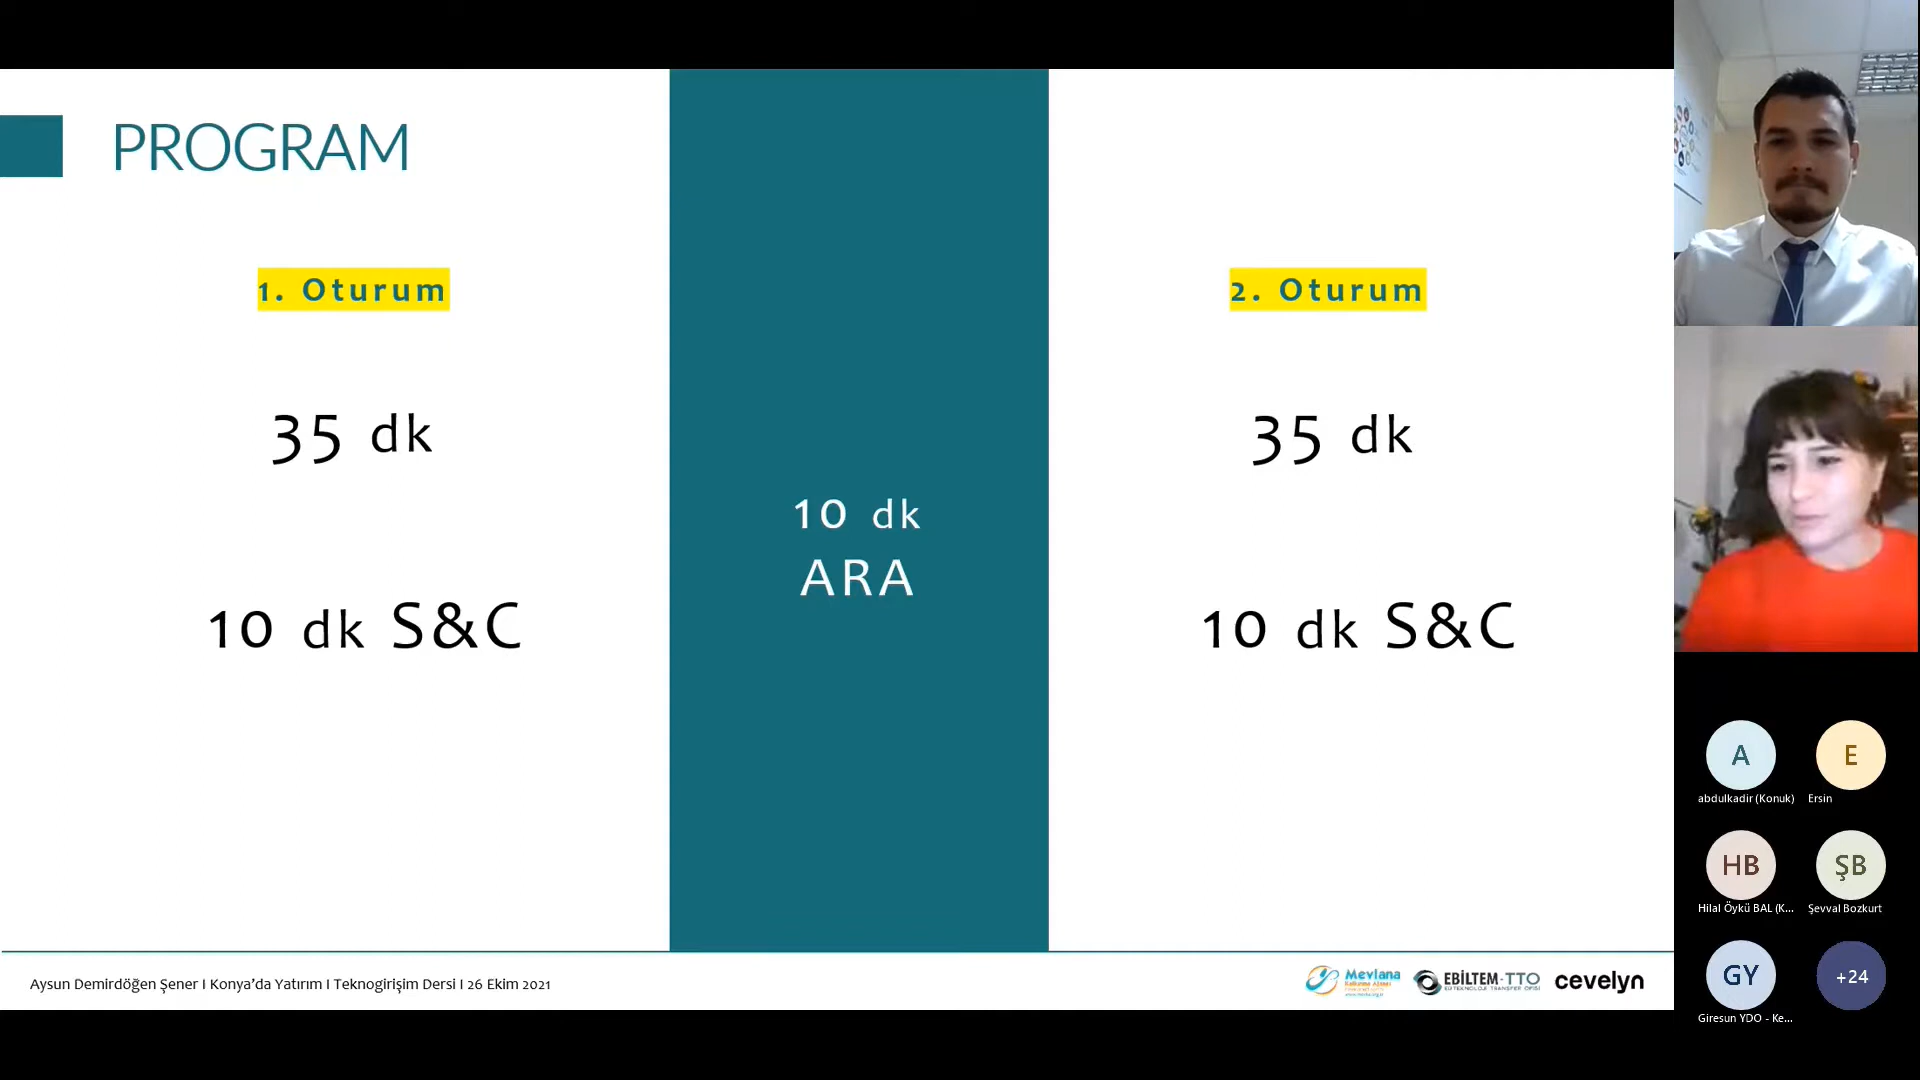 PROGRAM
1. Oturum
35 dk
10 dk S&C
10 dk
ARA
2. Oturum
35 dk
10 dk S&C
Aysun Demirdöğen Şener I Konya'da Yatırım I Teknogirişim Dersi I 26 Ekim 2021
Mevlana
EBİLTEM-TTO
cevelyn
A
abdulkadir (Konuk)
E
Ersin
HB
Hilal Öykü BAL (K...
ŞB
Şevval Bozkurt
GY
Giresun YDO - Ke...
+24